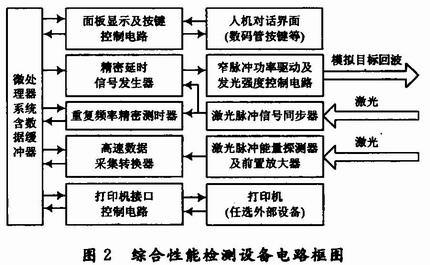 微处
理器
系统
含数
据缓
冲器
面板显示及按键
控制电路
人机对话界面
(数码管按键等)
精密延时
信号发生器
窄脉冲功率驱动及
发光强度控制电路
模拟目标回波
重复频率精密测时器
激光脉冲信号同步器
激光
高速数据
采集转换器
激光脉冲能量探测器
及前置放大器
激光
打印机接口
控制电路
打印机
(任选外部设备)
图 2 综合性能检测设备电路框图